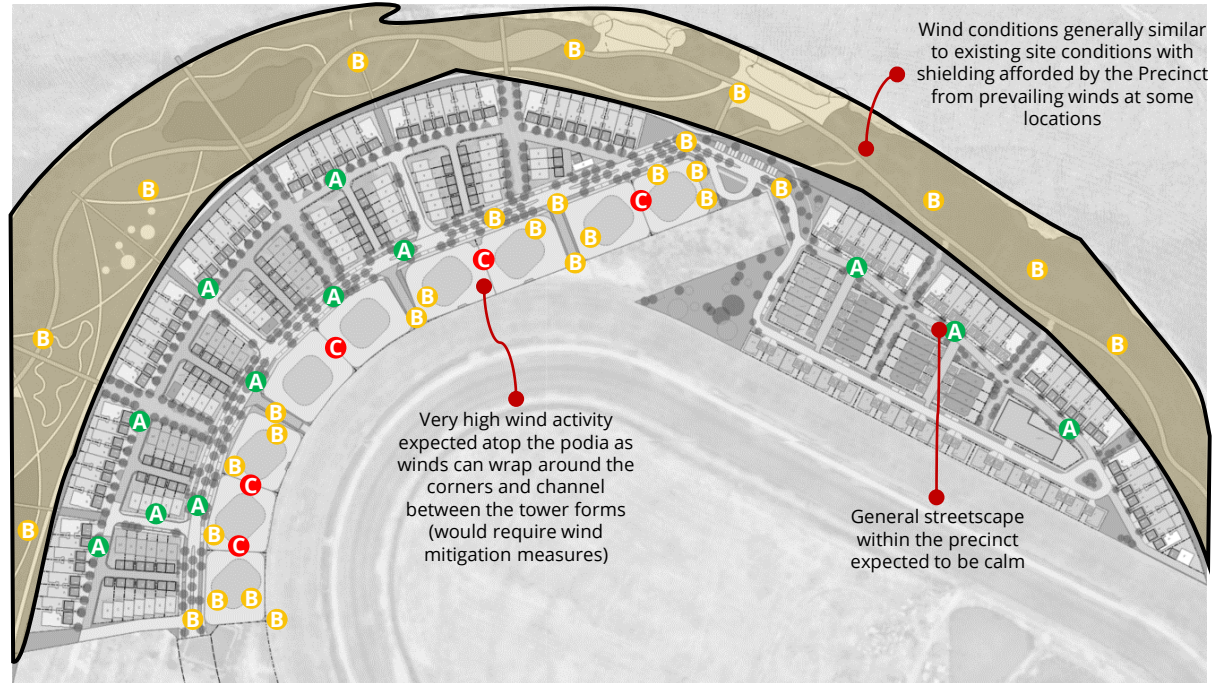 Wind conditions generally similar
to existing site conditions with
shielding afforded by the Precinct
from prevailing winds at some
locations
B
B
B
B
B
B
A
B
B
B
B
B
C
B
B
A
B
B
B
B
C
B
B
A
A
A
B
B
B
B
C
B
A
A
A
B
B
A
B
C
A
A
B
B
A
C
B
B
B
B
Very high wind activity
expected atop the podia as
winds can wrap around the
corners and channel
between the tower forms
(would require wind
mitigation measures)
General streetscape
within the precinct
expected to be calm